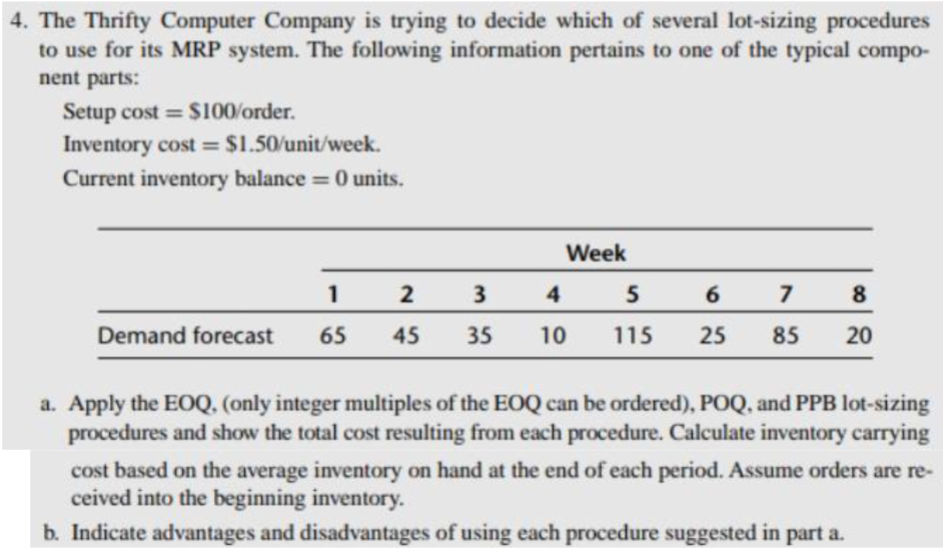 4. The Thrifty Computer Company is trying to decide which of several lot-sizing procedures
to use for its MRP system. The following information pertains to one of the typical compo-
nent parts:
Setup cost = $100/order.
Inventory cost = $1.50/unit/week.
Current inventory balance = 0 units.
Week
1 2 3 4 5 6 7 8
Demand forecast 65 45 35 10 115 25 85 20
a. Apply the EOQ, (only integer multiples of the EOQ can be ordered), POQ, and PPB lot-sizing
procedures and show the total cost resulting from each procedure. Calculate inventory carrying
cost based on the average inventory on hand at the end of each period. Assume orders are re-
ceived into the beginning inventory.
b. Indicate advantages and disadvantages of using each procedure suggested in part a.